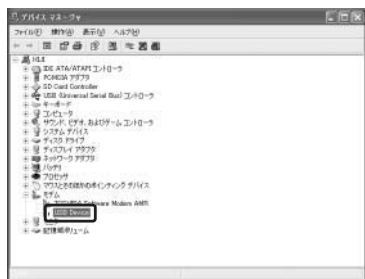 デバイス マネージャ
ファイル(F) 操作(A) 表示(V) ヘルプ(H)
IDE ATA/ATAPI コントローラ
PCMCIA アダプタ
SD Card Controller
USB (Universal Serial Bus) コントローラ
キーボード
コンピュータ
サウンド、ビデオ、およびゲーム コントローラ
システム デバイス
ディスク ドライブ
ディスプレイ アダプタ
ネットワーク アダプタ
バッテリ
プロセッサ
マウスとそのほかのポインティング デバイス
モデム
TOSHIBA Software Modem AMR
USB Device
記憶域ボリューム